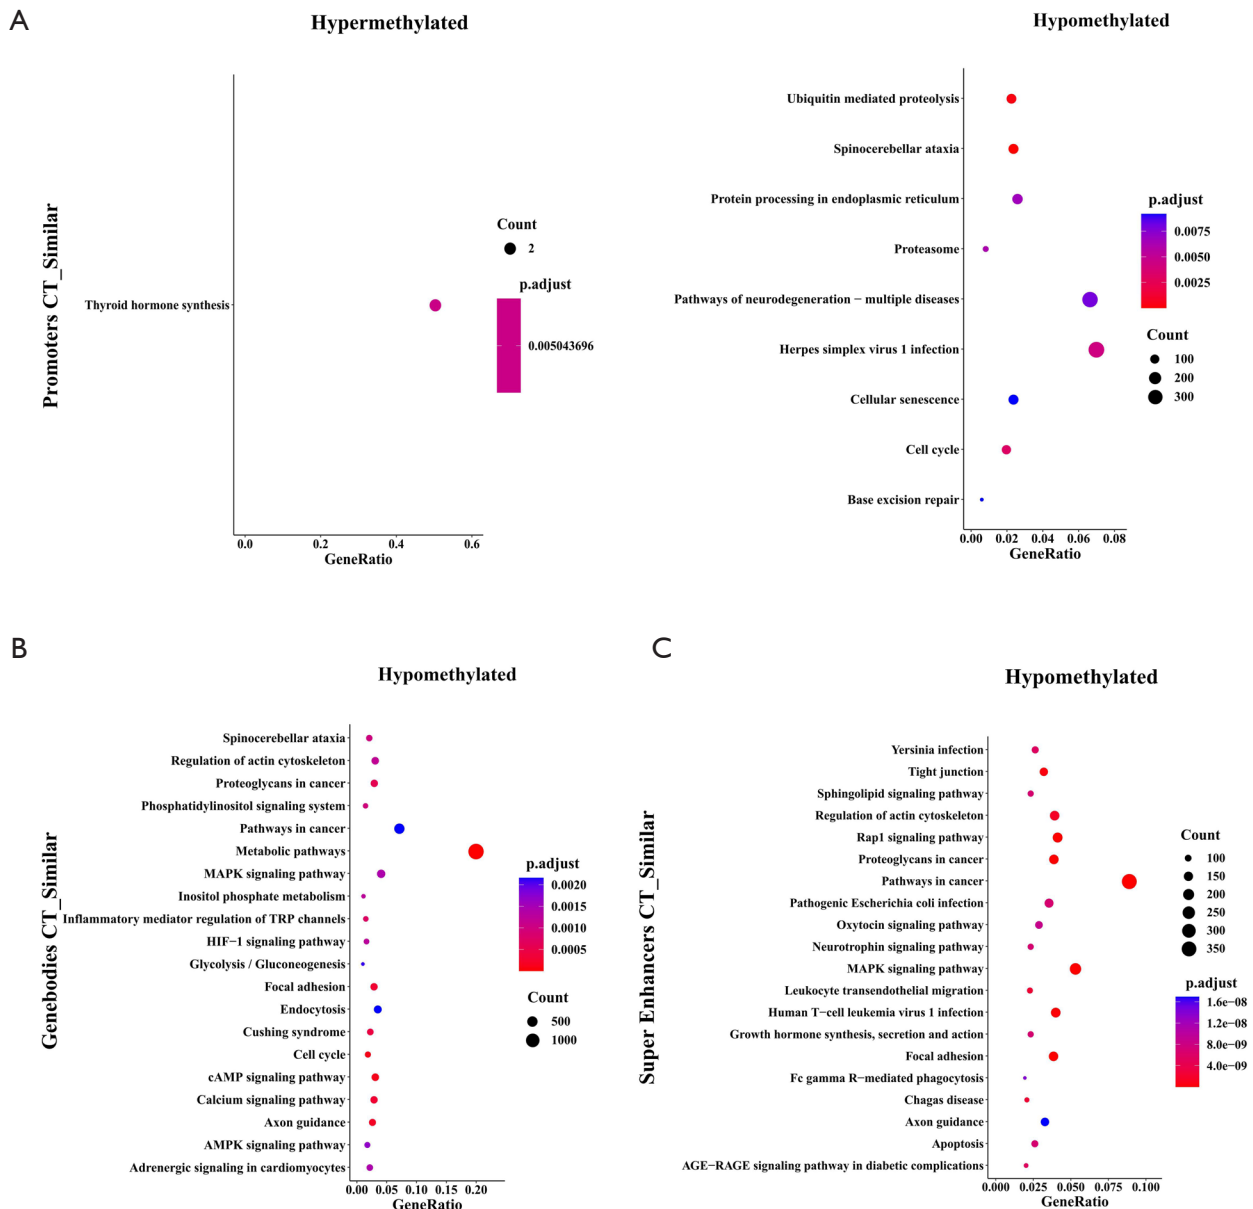 A
Hypermethylated
Promoters CT_Similar
Thyroid hormone synthesis
0.0
0.2
0.4
0.6
GeneRatio
Count
2
p.adjust
0.005043696
Hypomethylated
Ubiquitin mediated proteolysis
Spinocerebellar ataxia
Protein processing in endoplasmic reticulum
Proteasome
Pathways of neurodegeneration − multiple diseases
Herpes simplex virus 1 infection
Cellular senescence
Cell cycle
Base excision repair
0.00 0.02 0.04 0.06 0.08
GeneRatio
p.adjust
0.0075
0.0050
0.0025
Count
100
200
300
B
Hypomethylated
Genebodies CT_Similar
Spinocerebellar ataxia
Regulation of actin cytoskeleton
Proteoglycans in cancer
Phosphatidylinositol signaling system
Pathways in cancer
Metabolic pathways
MAPK signaling pathway
Inositol phosphate metabolism
Inflammatory mediator regulation of TRP channels
HIF−1 signaling pathway
Glycolysis / Gluconeogenesis
Focal adhesion
Endocytosis
Cushing syndrome
Cell cycle
cAMP signaling pathway
Calcium signaling pathway
Axon guidance
AMPK signaling pathway
Adrenergic signaling in cardiomyocytes
0.00 0.05 0.10 0.15 0.20
GeneRatio
p.adjust
0.0020
0.0015
0.0010
0.0005
Count
500
1000
C
Hypomethylated
Super Enhancers CT_Similar
Yersinia infection
Tight junction
Sphingolipid signaling pathway
Regulation of actin cytoskeleton
Rap1 signaling pathway
Proteoglycans in cancer
Pathways in cancer
Pathogenic Escherichia coli infection
Oxytocin signaling pathway
Neurotrophin signaling pathway
MAPK signaling pathway
Leukocyte transendothelial migration
Human T−cell leukemia virus 1 infection
Growth hormone synthesis, secretion and action
Focal adhesion
Fc gamma R−mediated phagocytosis
Chagas disease
Axon guidance
Apoptosis
AGE−RAGE signaling pathway in diabetic complications
0.000 0.025 0.050 0.075 0.100
GeneRatio
Count
100
150
200
250
300
350
p.adjust
1.6e−08
1.2e−08
8.0e−09
4.0e−09